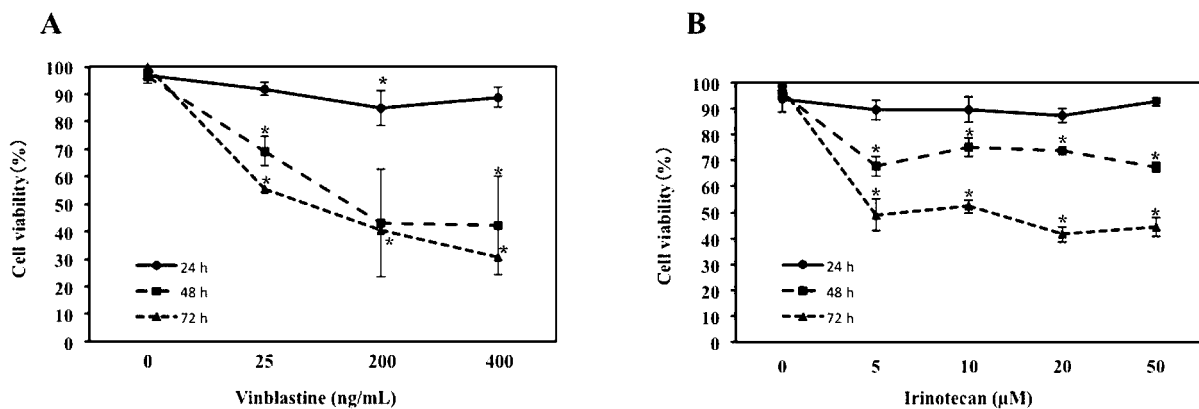 A
100
90
80
70
60
50
40
30
20
10
0
Cell viability (%)
*
*
*
*
*
*
24 h
48 h
72 h
0 25 200 400
Vinblastine (ng/mL)
B
100
90
80
70
60
50
40
30
20
10
0
Cell viability (%)
* * * *
* * * *
24 h
48 h
72 h
0 5 10 20 50
Irinotecan (μM)